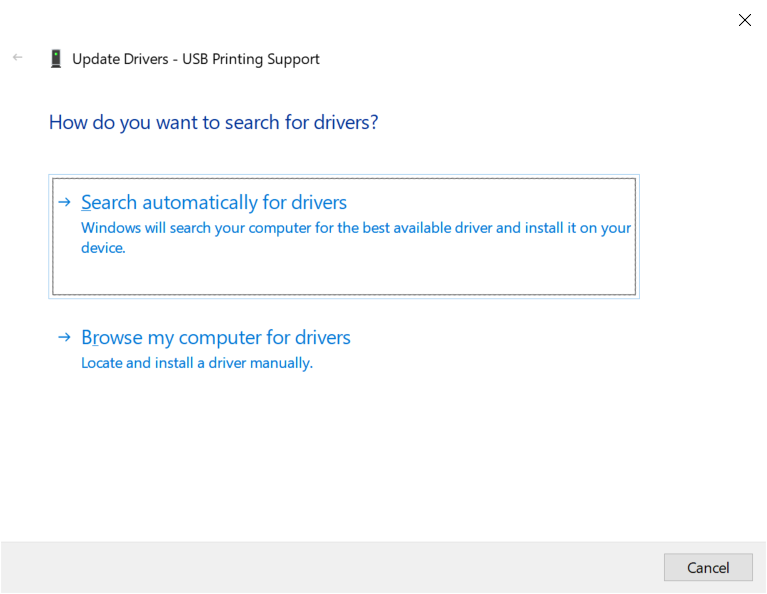 Update Drivers - USB Printing Support
How do you want to search for drivers?
Search automatically for drivers
Windows will search your computer for the best available driver and install it on your
device.
Browse my computer for drivers
Locate and install a driver manually.
Cancel